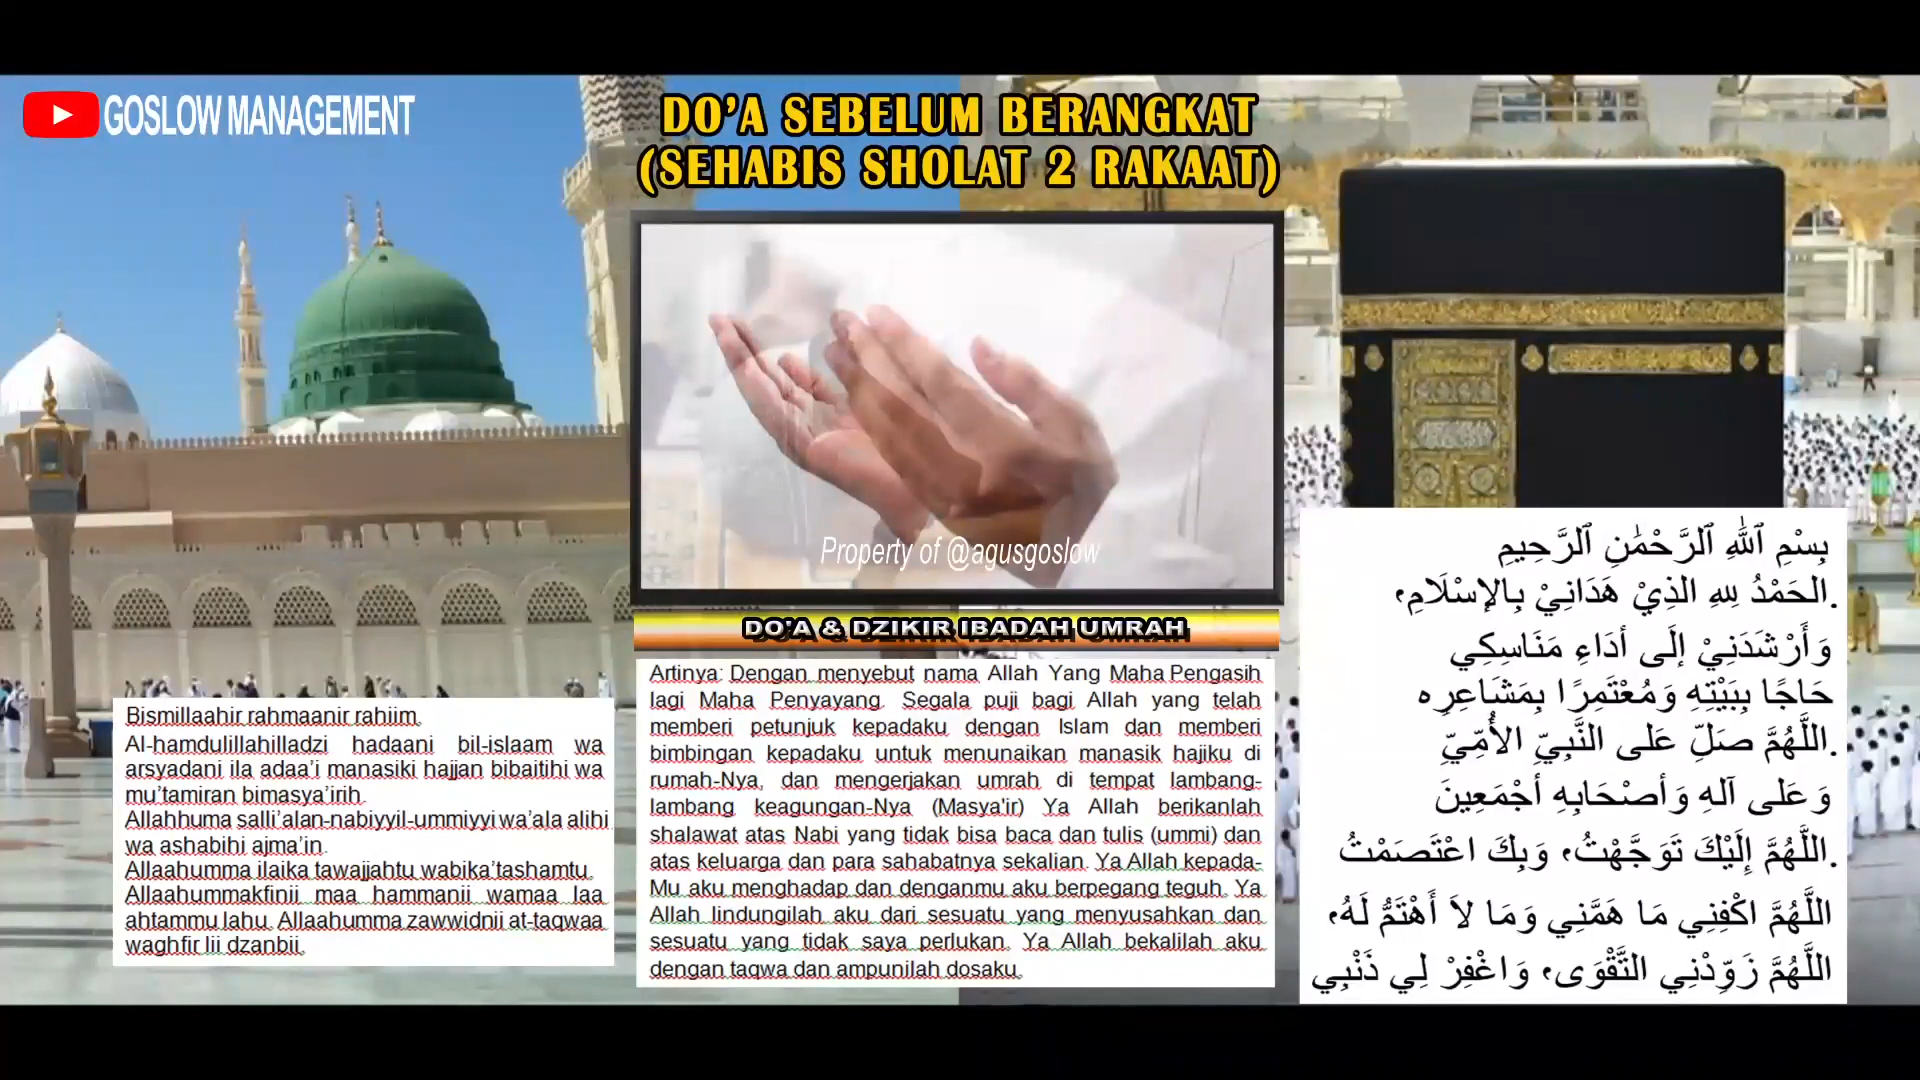 GOSLOW MANAGEMENT
DO'A SEBELUM BERANGKAT
(SEHABIS SHOLAT 2 RAKAAT)
Property of @agusgoslow
DO'A & DZIKIR IBADAH UMRAH
Bismillaahir rahmaanir rahiim.
Al-hamdulillahilladzi hadaani bil-islaam wa
arsyadani ila adaa'i manasiki hajjan bibaitihi wa
mu'tamiran bimasya'irih.
Allahhuma salli'alan-nabiyyil-ummiyyi wa'ala alihi
wa ashabihi ajma'in.
Allaahumma ilaika tawajjahtu wabika'tashamtu.
Allaahummakfinii maa hammanii wamaa laa
ahtammu lahu. Allaahumma zawwidnii at-taqwaa
waghfir lii dzanbii.
Artinya: Dengan menyebut nama Allah Yang Maha Pengasih
lagi Maha Penyayang. Segala puji bagi Allah yang telah
memberi petunjuk kepadaku dengan Islam dan memberi
bimbingan kepadaku untuk menunaikan manasik hajiku di
rumah-Nya, dan mengerjakan umrah di tempat lambang-
lambang keagungan-Nya (Masya'ir) Ya Allah berikanlah
shalawat atas Nabi yang tidak bisa baca dan tulis (ummi) dan
atas keluarga dan para sahabatnya sekalian. Ya Allah kepada-
Mu aku menghadap dan denganmu aku berpegang teguh. Ya
Allah lindungilah aku dari sesuatu yang menyusahkan dan
sesuatu yang tidak saya perlukan. Ya Allah bekalilah aku
dengan taqwa dan ampunilah dosaku.
بِسْمِ ٱللَّهِ ٱلرَّحْمَٰنِ ٱلرَّحِيمِ
.الحَمْدُ لِلهِ الذِيْ هَدَانِيْ بِالإسْلَامِ،
وَأَرْشَدَنِيْ إلَى أدَاءِ مَنَاسِكِي
حَاجًا بِبَيْتِهِ وَمُعْتَمِرًا بِمَشَاعِرِه
.اللَّهُمَّ صَلِّ عَلى النَّبِيِّ الأُمِّيِّ
وَعَلى آلهِ وَأصْحَابِهِ أجْمَعِينَ
.اللَّهُمَّ إِلَيْكَ تَوَجَّهْتُ، وَبِكَ اعْتَصَمْتُ
اللَّهُمَّ اكْفِنِي مَا هَمَّنِي وَمَا لاَ أَهْتَمُّ لَهُ،
اللَّهُمَّ زَوِّدْنِي التَّقْوَى، وَاغْفِرْ لِي ذَنْبِي